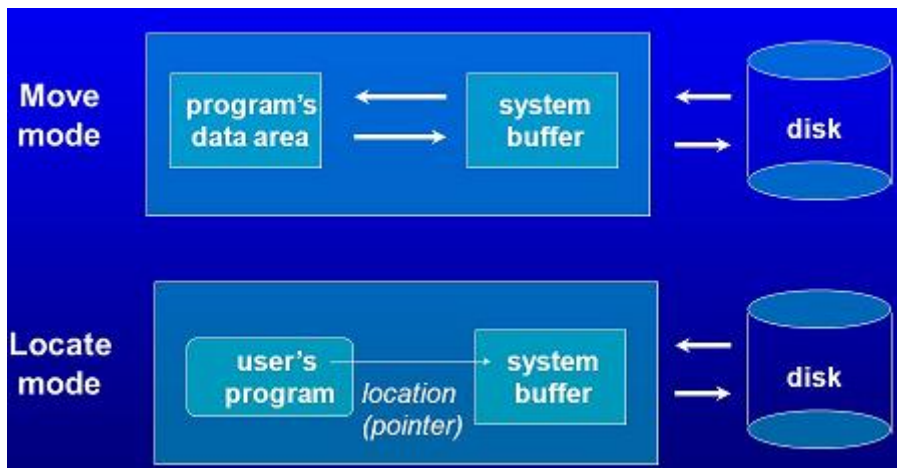 Move
mode
program's
data area
system
buffer
disk
Locate
mode
user's
program
location
(pointer)
system
buffer
disk